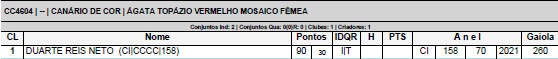 CC4604 | -- | CANÁRIO DE COR | ÁGATA TOPÁZIO VERMELHO MOSAICO FÊMEA
Conjuntos Ind: 2 | Conjuntos Qua: 0(0)R: 0 | Clubes: 1 | Criadores: 1
CL Nome Pontos IDQR H PTS A n e l Gaiola
1 DUARTE REIS NETO (CI|CCCC|158) 90 30 I|T CI 158 70 2021 260